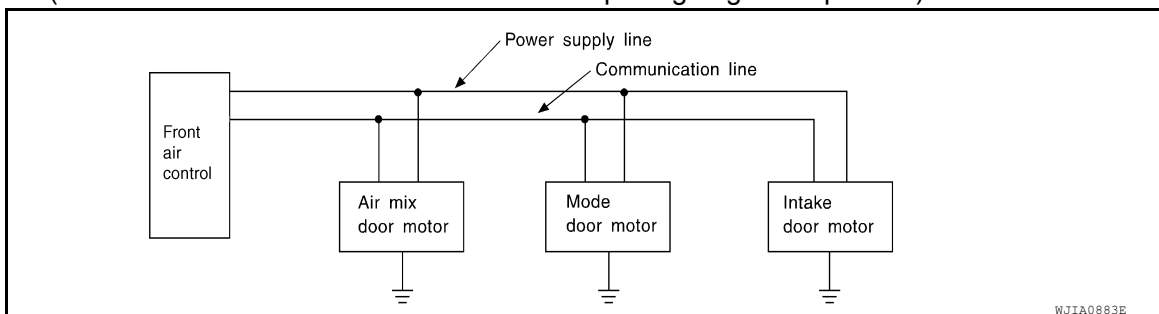 Power supply line
Communication line
Front
air
control
Air mix
door motor
Mode
door motor
Intake
door motor
WJIA0883E